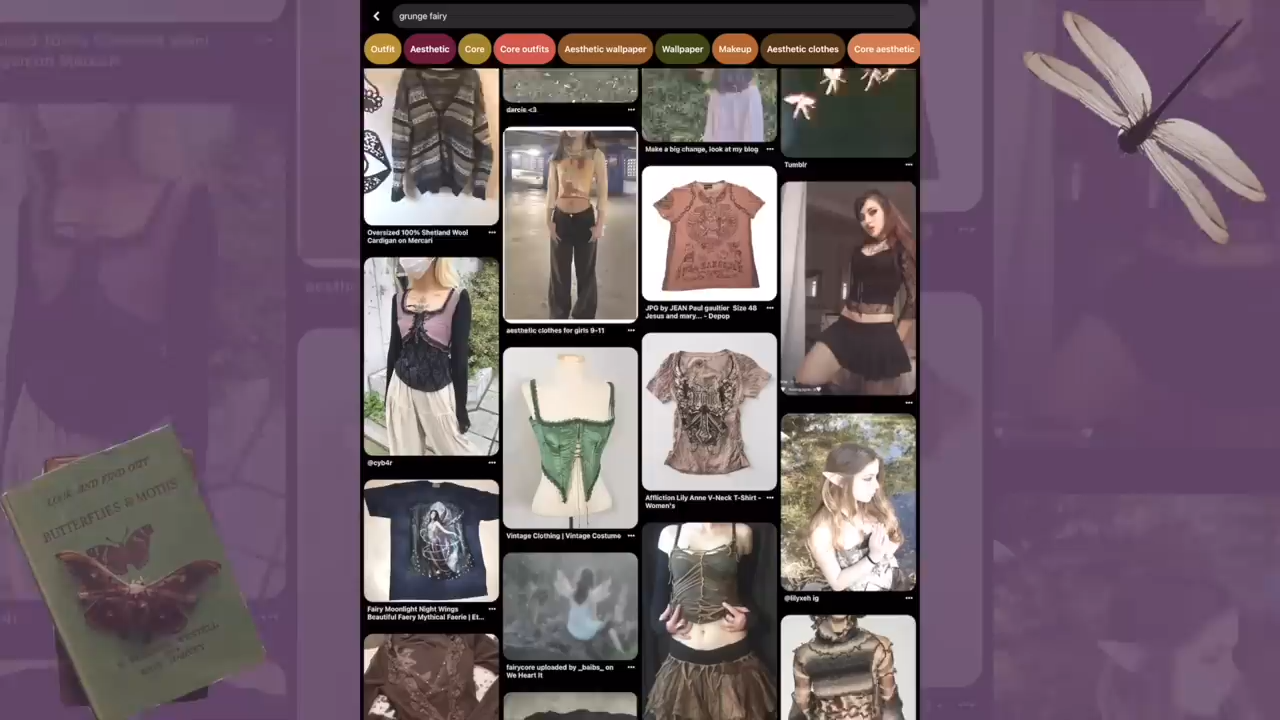 grunge fairy
Outfit
Aesthetic
Core
Core outfits
Aesthetic wallpaper
Wallpaper
Makeup
Aesthetic clothes
Core aesthetic
Oversized 100% Shetland Wool
Cardigan on Mercari
@cyb4r
Fairy Moonlight Night Wings
Beautiful Faery Mythical Faerie | Et...
darcie <3
aesthetic clothes for girls 9-11
Vintage Clothing | Vintage Costume
fairycore uploaded by _baibs_ on
We Heart It
Make a big change, look at my blog
JPG by JEAN Paul gaultier Size 48
Jesus and mary... - Depop
Affliction Lily Anne V-Neck T-Shirt -
Women's
Tumblr
@lilyxeh ig
LOOK AND FIND OUT
BUTTERFLIES & MOTHS